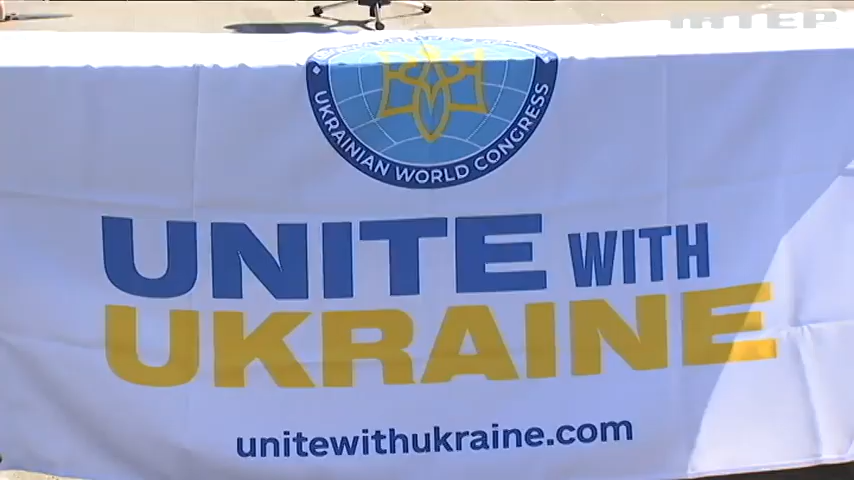 ІНТЕР
UKRAINIAN WORLD CONGRESS
UNITE WITH
UKRAINE
unitewithukraine.com